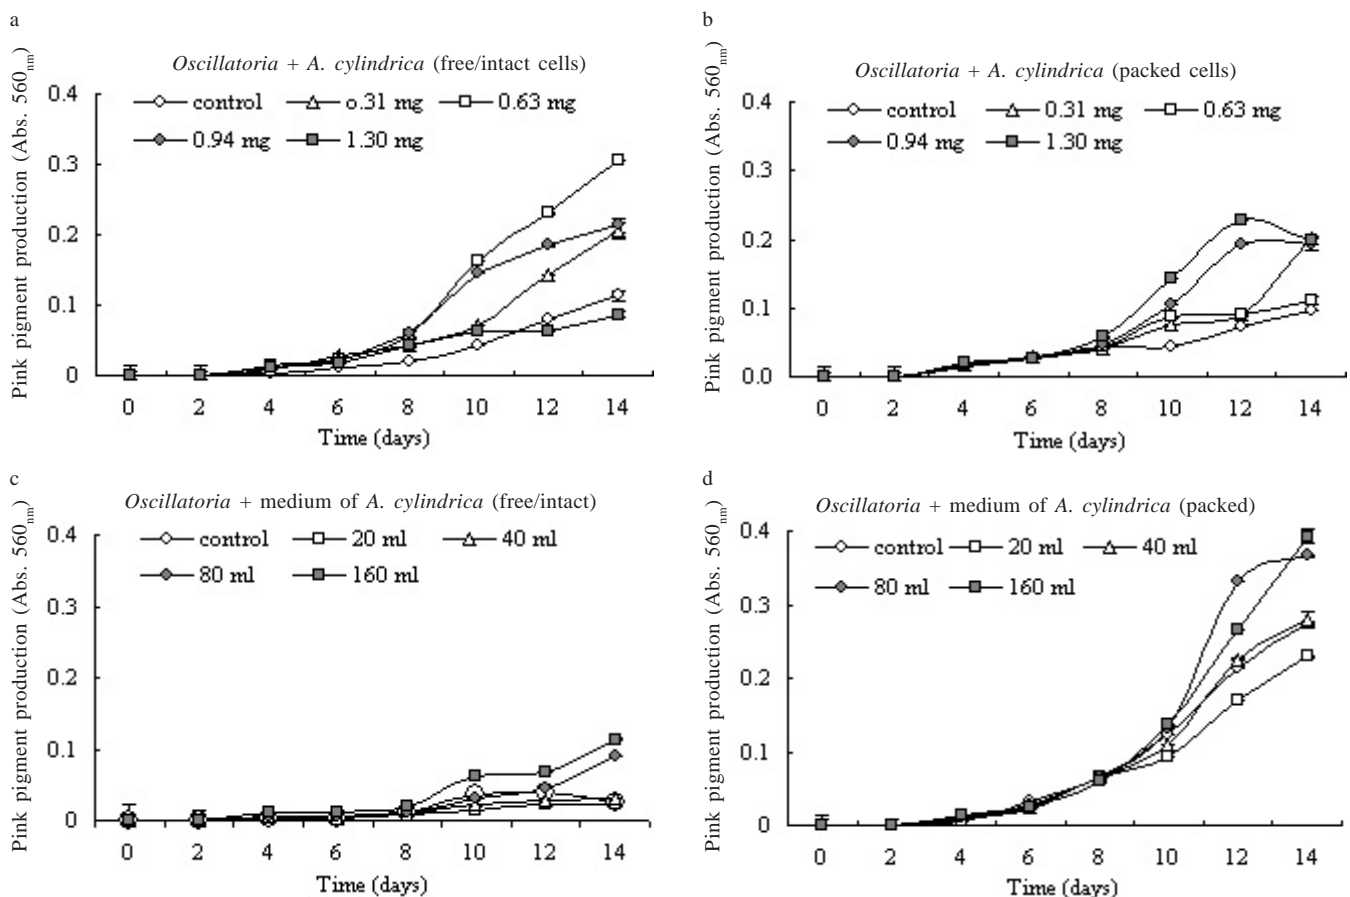 a
Oscillatoria + A. cylindrica (free/intact cells)
control
o.31 mg
0.63 mg
0.94 mg
1.30 mg
Pink pigment production (Abs. 560nm)
0.4
0.3
0.2
0.1
0
0 2 4 6 8 10 12 14
Time (days)
b
Oscillatoria + A. cylindrica (packed cells)
control
0.31 mg
0.63 mg
0.94 mg
1.30 mg
Pink pigment production (Abs. 560nm)
0.4
0.3
0.2
0.1
0.0
0 2 4 6 8 10 12 14
Time (days)
c
Oscillatoria + medium of A. cylindrica (free/intact)
control
20 ml
40 ml
80 ml
160 ml
Pink pigment production (Abs. 560nm)
0.4
0.3
0.2
0.1
0
0 2 4 6 8 10 12 14
Time (days)
d
Oscillatoria + medium of A. cylindrica (packed)
control
20 ml
40 ml
80 ml
160 ml
Pink pigment production (Abs. 560nm)
0.4
0.3
0.2
0.1
0
0 2 4 6 8 10 12 14
Time (days)